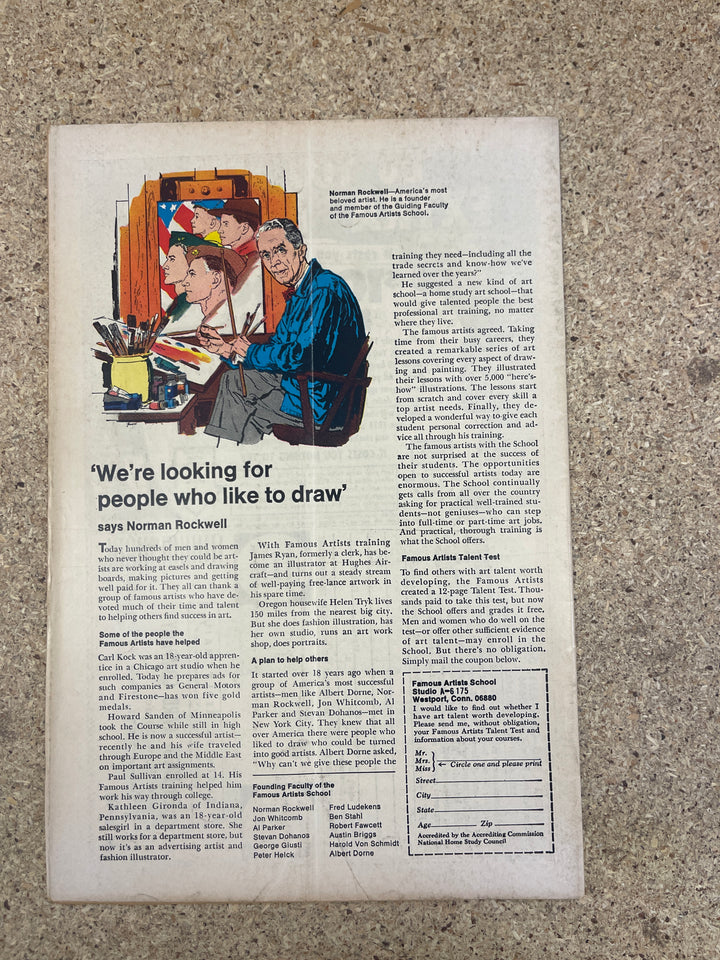 Norman Rockwell—America's most
beloved artist. He is a founder
and member of the Guiding Faculty
of the Famous Artists School.
'We're looking for
people who like to draw'
says Norman Rockwell
Today hundreds of men and women
who never thought they could be art-
ists are working at easels and drawing
boards, making pictures and getting
well paid for it. They all can thank a
group of famous artists who have de-
voted much of their time and talent
to helping others find success in art.
Some of the people the
Famous Artists have helped
Carl Kock was an 18-year-old appren-
tice in a Chicago art studio when he
enrolled. Today he prepares ads for
such companies as General Motors
and Firestone—has won five gold
medals.
Howard Sanden of Minneapolis
took the Course while still in high
school. He is now a successful artist—
recently he and his wife traveled
through Europe and the Middle East
on important art assignments.
Paul Sullivan enrolled at 14. His
Famous Artists training helped him
work his way through college.
Kathleen Gironda of Indiana,
Pennsylvania, was an 18-year-old
salesgirl in a department store. She
still works for a department store, but
now it's as an advertising artist and
fashion illustrator.
With Famous Artists training
James Ryan, formerly a clerk, has be-
come an illustrator at Hughes Air-
craft—and turns out a steady stream
of well-paying free-lance artwork in
his spare time.
Oregon housewife Helen Tryk lives
150 miles from the nearest big city.
But she does fashion illustration, has
her own studio, runs an art work
shop, does portraits.
A plan to help others
It started over 18 years ago when a
group of America's most successful
artists—men like Albert Dorne, Nor-
man Rockwell, Jon Whitcomb, Al
Parker and Stevan Dohanos—met in
New York City. They knew that all
over America there were people who
liked to draw who could be turned
into good artists. Albert Dorne asked,
"Why can't we give these people the
Founding Faculty of the
Famous Artists School
Norman Rockwell
Jon Whitcomb
Al Parker
Stevan Dohanos
George Giusti
Peter Helck
Fred Ludekens
Ben Stahl
Robert Fawcett
Austin Briggs
Harold Von Schmidt
Albert Dorne
training they need—including all the
trade secrets and know-how we've
learned over the years?"
He suggested a new kind of art
school—a home study art school—that
would give talented people the best
professional art training, no matter
where they live.
The famous artists agreed. Taking
time from their busy careers, they
created a remarkable series of art
lessons covering every aspect of draw-
ing and painting. They illustrated
their lessons with over 5,000 "here's-
how" illustrations. The lessons start
from scratch and cover every skill a
top artist needs. Finally, they de-
veloped a wonderful way to give each
student personal correction and ad-
vice all through his training.
The famous artists with the School
are not surprised at the success of
their students. The opportunities
open to successful artists today are
enormous. The School continually
gets calls from all over the country
asking for practical well-trained stu-
dents—not geniuses—who can step
into full-time or part-time art jobs.
And practical, thorough training is
what the School offers.
Famous Artists Talent Test
To find others with art talent worth
developing, the Famous Artists
created a 12-page Talent Test. Thou-
sands paid to take this test, but now
the School offers and grades it free.
Men and women who do well on the
test—or offer other sufficient evidence
of art talent—may enroll in the
School. But there's no obligation.
Simply mail the coupon below.
Famous Artists School
Studio A-6175
Westport, Conn. 06880
I would like to find out whether I
have art talent worth developing.
Please send me, without obligation,
your Famous Artists Talent Test and
information about your courses.
Mr.
Mrs.
Miss
← Circle one and please print
Street
City
State
Age Zip
Accredited by the Accrediting Commission
National Home Study Council